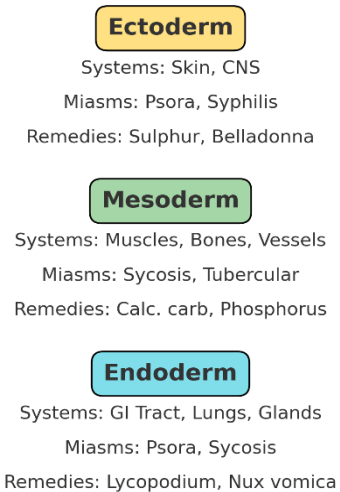 Ectoderm
Systems: Skin, CNS
Miasms: Psora, Syphilis
Remedies: Sulphur, Belladonna
Mesoderm
Systems: Muscles, Bones, Vessels
Miasms: Sycosis, Tubercular
Remedies: Calc. carb, Phosphorus
Endoderm
Systems: GI Tract, Lungs, Glands
Miasms: Psora, Sycosis
Remedies: Lycopodium, Nux vomica